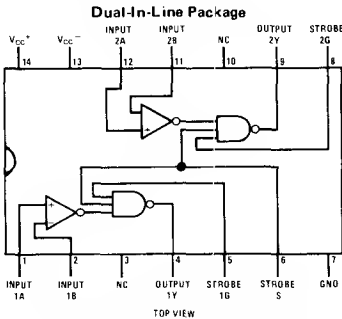 Dual-In-Line Package
VCC+ VCC− INPUT 2A INPUT 2B NC OUTPUT 2Y STROBE 2G
14 13 12 11 10 9 8
+ −
+ −
1 2 3 4 5 6 7
INPUT 1A INPUT 1B NC OUTPUT 1Y STROBE 1G STROBE S GND
TOP VIEW